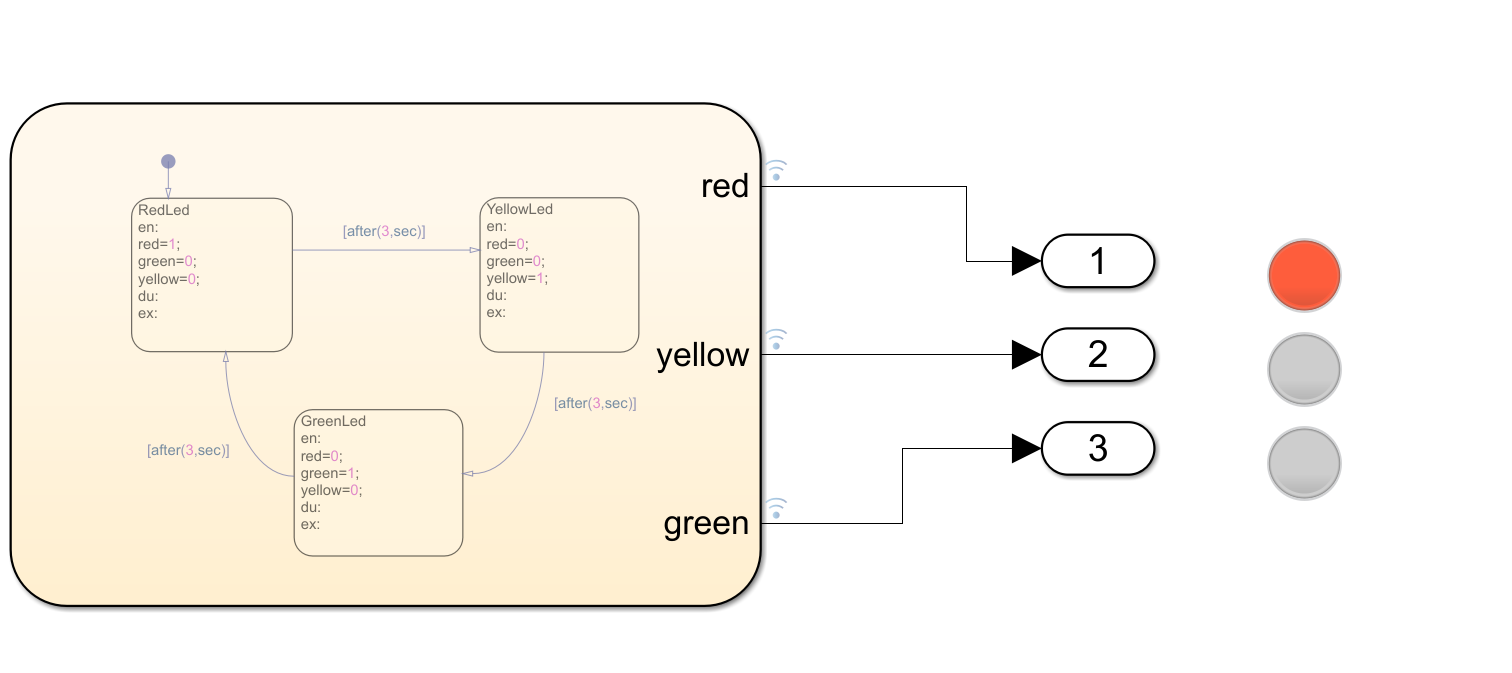 RedLed
en:
red=1;
green=0;
yellow=0;
du:
ex:
[after(3,sec)]
YellowLed
en:
red=0;
green=0;
yellow=1;
du:
ex:
[after(3,sec)]
GreenLed
en:
red=0;
green=1;
yellow=0;
du:
ex:
[after(3,sec)]
red
yellow
green
1
2
3